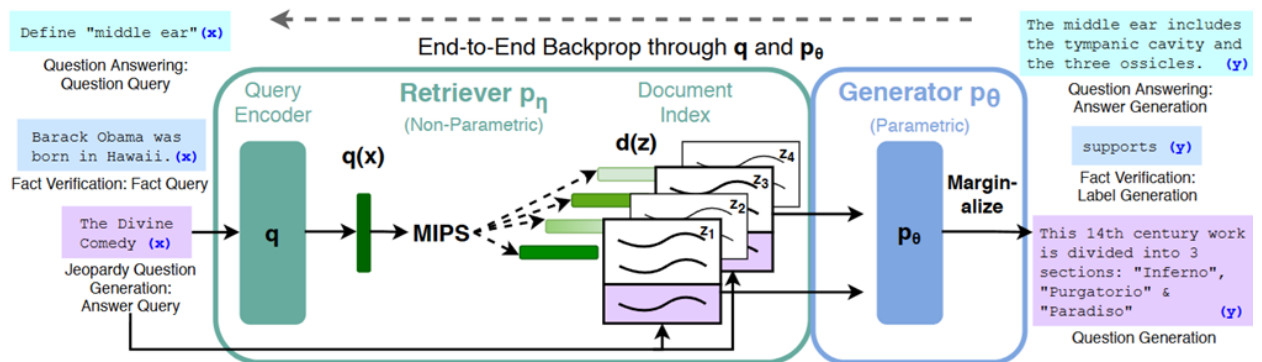 Define "middle ear" (x)
Question Answering:
Question Query
Barack Obama was
born in Hawaii. (x)
Fact Verification: Fact Query
The Divine
Comedy (x)
Jeopardy Question
Generation:
Answer Query
End-to-End Backprop through q and pθ
Query
Encoder
Retriever pη
(Non-Parametric)
Document
Index
q
q(x)
MIPS
d(z)
z4
z3
z2
z1
Generator pθ
(Parametric)
pθ
Margin-
alize
The middle ear includes
the tympanic cavity and
the three ossicles. (y)
Question Answering:
Answer Generation
supports (y)
Fact Verification:
Label Generation
This 14th century work
is divided into 3
sections: "Inferno",
"Purgatorio" &
"Paradiso" (y)
Question Generation